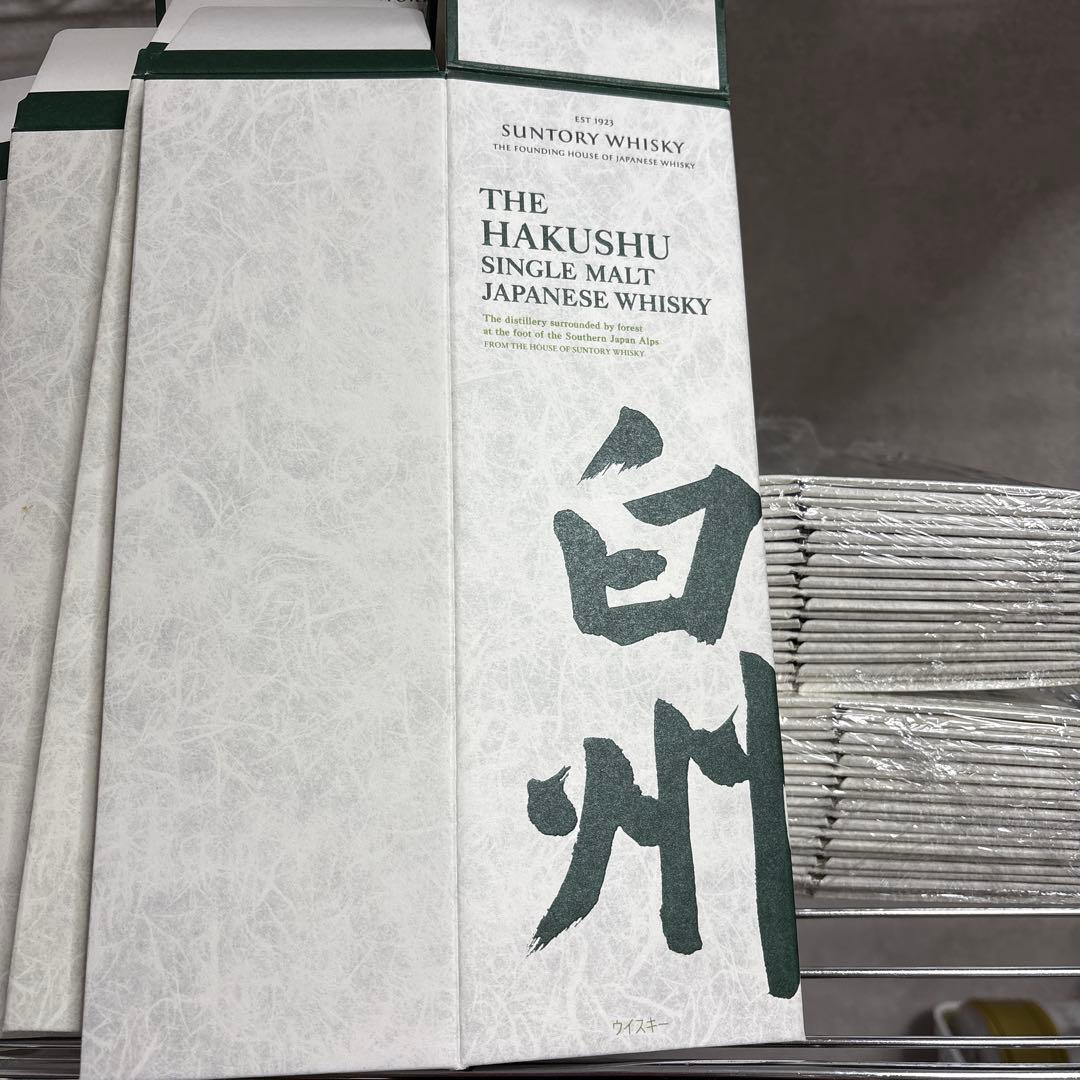 EST 1923
SUNTORY WHISKY
THE FOUNDING HOUSE OF JAPANESE WHISKY
THE
HAKUSHU
SINGLE MALT
JAPANESE WHISKY
The distillery surrounded by forest
at the foot of the Southern Japan Alps
FROM THE HOUSE OF SUNTORY WHISKY
白州
ウイスキー